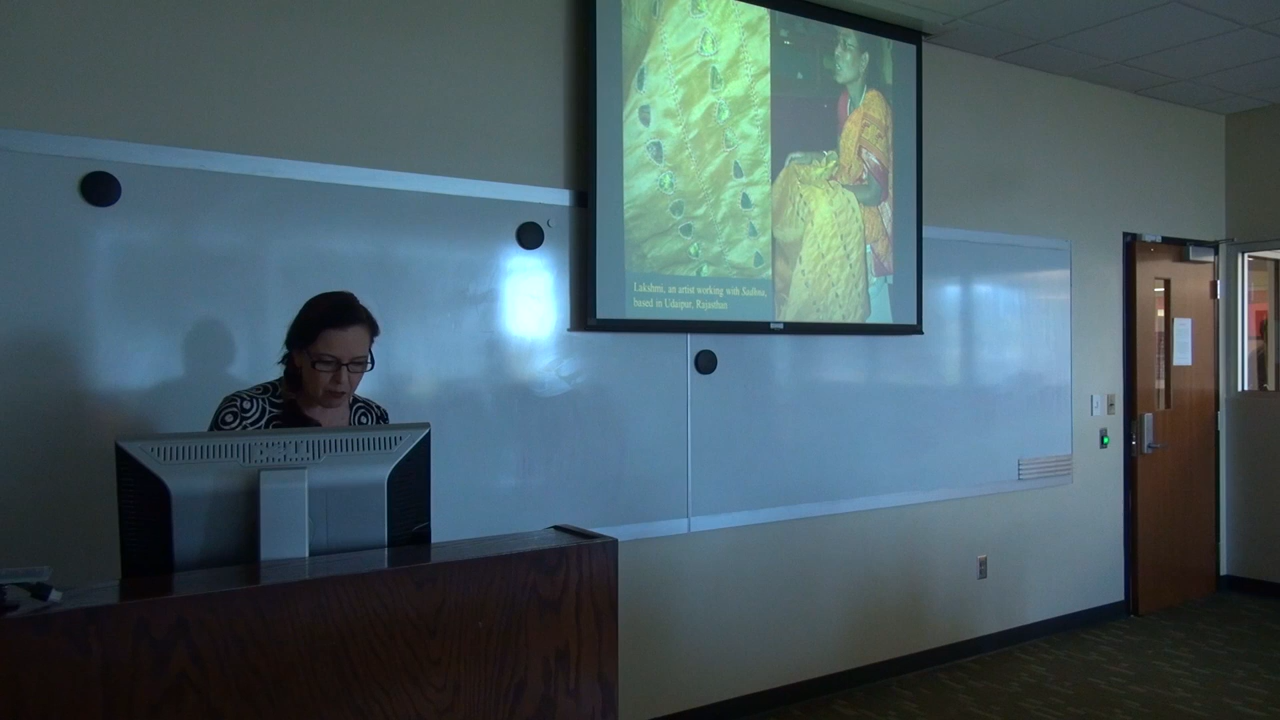 Lakshmi, an artist working with Sadhna,
based in Udaipur, Rajasthan